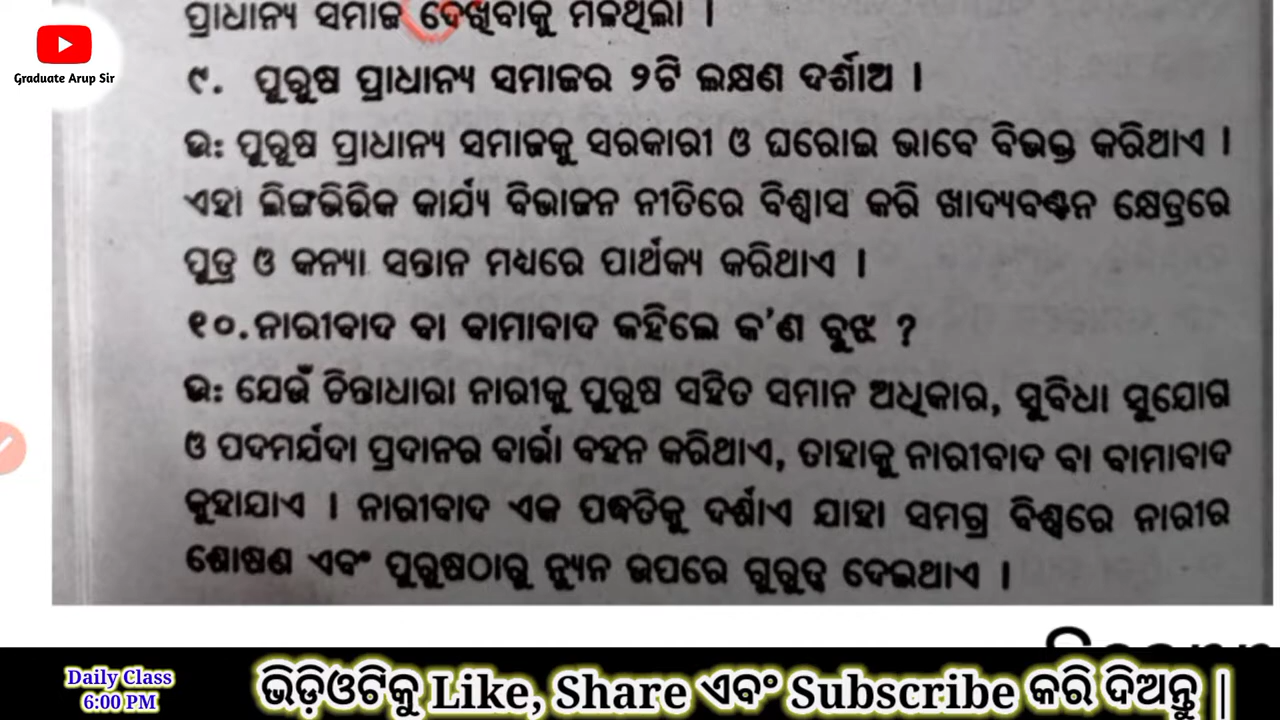 ପ୍ରାଧାନ୍ୟ ସମାଜ ଦେଖିବାକୁ ମିଳିଥିଲା ।
Graduate Arup Sir
୯. ପୁରୁଷ ପ୍ରାଧାନ୍ୟ ସମାଜର ୨ଟି ଲକ୍ଷଣ ଦର୍ଶାଅ ।
ଉ: ପୁରୁଷ ପ୍ରାଧାନ୍ୟ ସମାଜକୁ ସରକାରୀ ଓ ଘରୋଇ ଭାବେ ବିଭକ୍ତ କରିଥାଏ ।
ଏହା ଲିଙ୍ଗଭିତ୍ତିକ କାର୍ଯ୍ୟ ବିଭାଜନ ନୀତିରେ ବିଶ୍ୱାସ କରି ଖାଦ୍ୟବଣ୍ଟନ କ୍ଷେତ୍ରରେ
ପୁତ୍ର ଓ କନ୍ୟା ସନ୍ତାନ ମଧ୍ୟରେ ପାର୍ଥକ୍ୟ କରିଥାଏ ।
୧୦. ନାରୀବାଦ ବା ବାମାବାଦ କହିଲେ କ'ଣ ବୁଝ ?
ଉ: ଯେଉଁ ଚିନ୍ତାଧାରା ନାରୀକୁ ପୁରୁଷ ସହିତ ସମାନ ଅଧିକାର, ସୁବିଧା ସୁଯୋଗ
ଓ ପଦମର୍ଯଦା ପ୍ରଦାନର ବାର୍ତ୍ତା ବହନ କରିଥାଏ, ତାହାକୁ ନାରୀବାଦ ବା ବାମାବାଦ
କୁହାଯାଏ । ନାରୀବାଦ ଏକ ପଦ୍ଧତିକୁ ଦର୍ଶାଏ ଯାହା ସମଗ୍ର ବିଶ୍ୱରେ ନାରୀର
ଶୋଷଣ ଏବଂ ପୁରୁଷଠାରୁ ନ୍ୟୁନ ଉପରେ ଗୁରୁତ୍ୱ ଦେଇଥାଏ ।
Daily Class
6:00 PM
ଭିଡ଼ିଓଟିକୁ Like, Share ଏବଂ Subscribe କରି ଦିଅନ୍ତୁ |